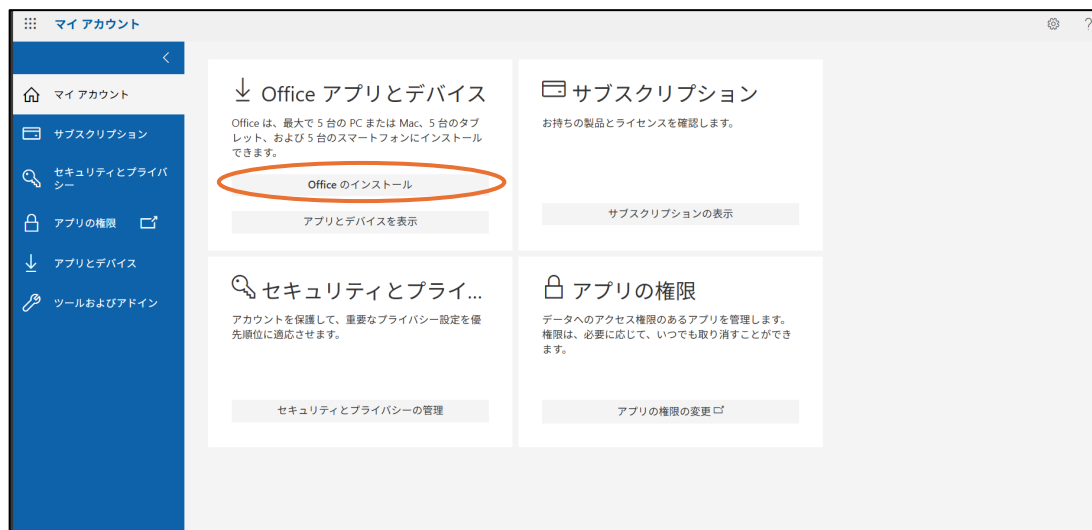 マイ アカウント
?
マイ アカウント
サブスクリプション
セキュリティとプライバ
シー
アプリの権限
アプリとデバイス
ツールおよびアドイン
Office アプリとデバイス
Office は、最大で 5 台の PC または Mac、5 台のタブ
レット、および 5 台のスマートフォンにインストール
できます。
Office のインストール
アプリとデバイスを表示
サブスクリプション
お持ちの製品とライセンスを確認します。
サブスクリプションの表示
セキュリティとプライ...
アカウントを保護して、重要なプライバシー設定を優
先順位に適応させます。
セキュリティとプライバシーの管理
アプリの権限
データへのアクセス権限のあるアプリを管理します。
権限は、必要に応じて、いつでも取り消すことができ
ます。
アプリの権限の変更